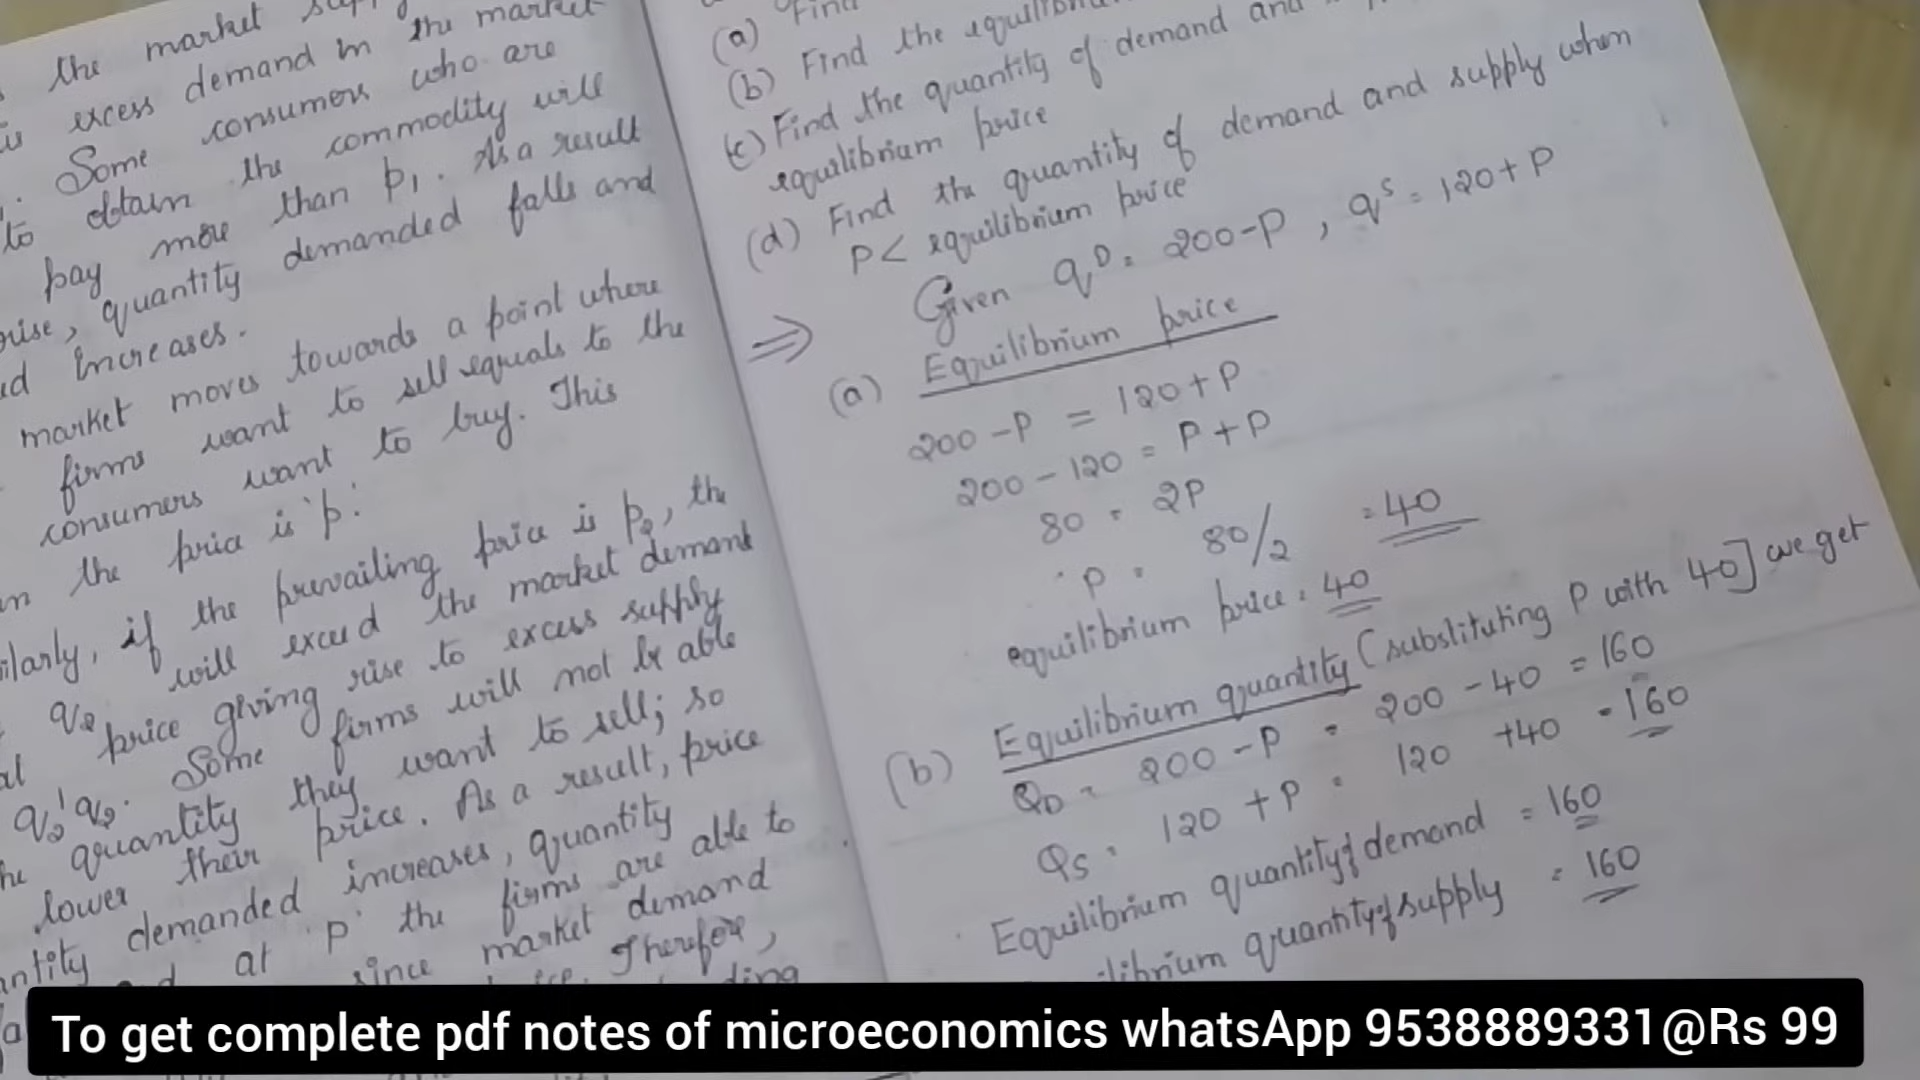 the market
is excess demand in the market
. Some consumers who are
to obtain the commodity will
pay more than p₁. As a result
rise, quantity demanded falls and
increases.
market moves towards a point where
firms want to sell equals to the
consumers want to buy. This
the price is 'p'.
if the prevailing price is p₂, the
q₂ will exceed the market demand
price giving rise to excess supply
q₂'q₂. Some firms will not be able
quantity they want to sell; so
lower their price. As a result, price
demanded increases, quantity
at p' the firms are able to
since market demand
Therefore,
(a) Find
(b) Find the
(c) Find the quantity of demand and
equilibrium price
(d) Find the quantity of demand and supply when
P< equilibrium price
⇒ Given qᴰ = 200-P , qˢ = 120+P
(a) Equilibrium price
200-P = 120+P
200-120 = P+P
80 = 2P
P = 80/2 = 40
equilibrium price = 40
(b) Equilibrium quantity (substituting P with 40] we get
QD = 200-P = 200-40 = 160
QS = 120+P = 120 +40 = 160
Equilibrium quantity of demand = 160
quantity of supply = 160
To get complete pdf notes of microeconomics whatsApp 9538889331@Rs 99